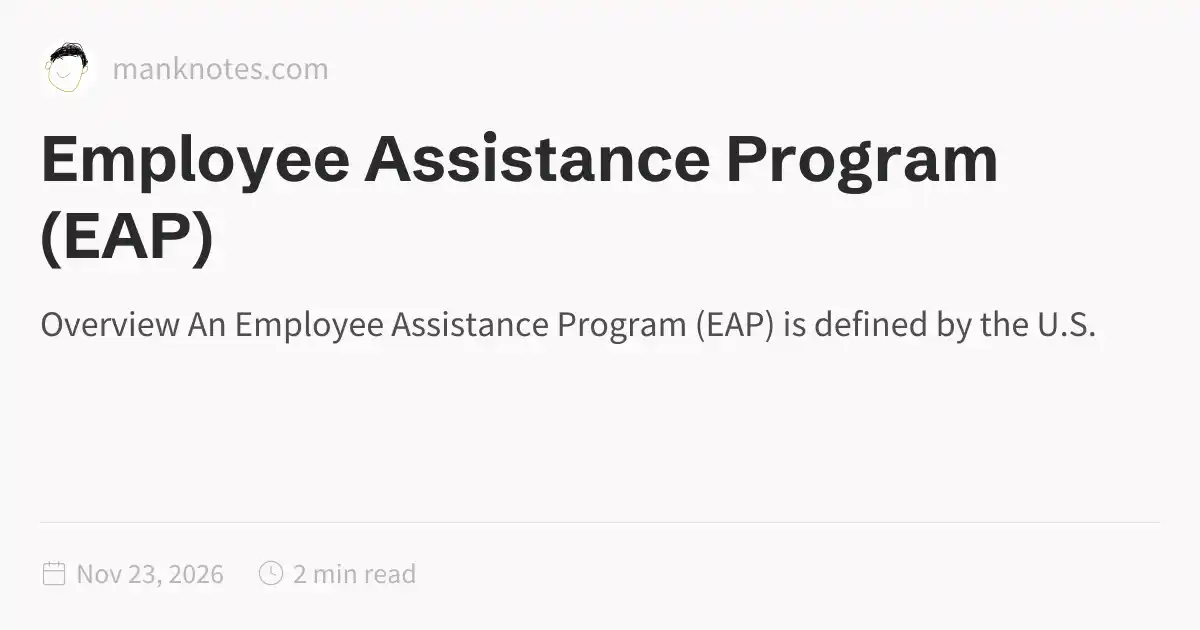 manknotes.com
Employee Assistance Program
(EAP)
Overview An Employee Assistance Program (EAP) is defined by the U.S.
Nov 23, 2026 2 min read